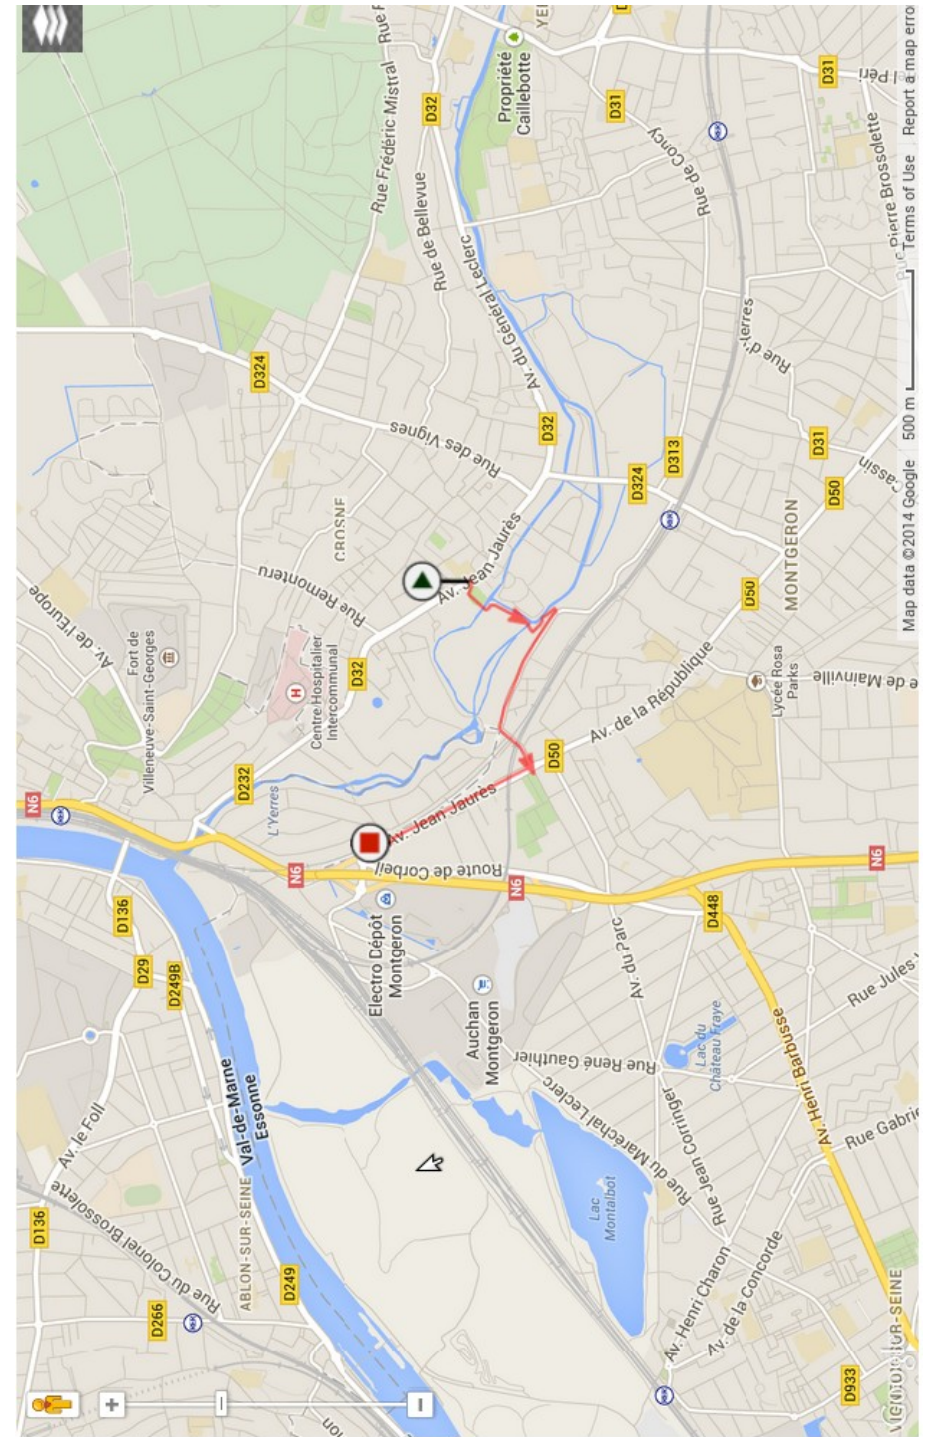 D136
D266
Rue du Colonel Brossolette
Av. le Foll
D136
D29
D249B
N6
Av. de l'Europe
Fort de
Villeneuve-Saint-Georges
ABLON-SUR-SEINE
Val-de-Marne
Essonne
D249
D232
L'Yerres
N6
Centre Hospitalier
Intercommunal
Rue Remonteru
D324
CROSNE
D32
Electro Dépôt
Montgeron
Route de Corbeil
Av. Jean Jaurès
Av. Jean Jaurès
Rue des Vignes
Rue de Bellevue
Rue Frédéric Mistral
D32
Auchan
Montgeron
N6
D50
D32
Av. du Général Leclerc
Propriété
Caillebotte
Lac
Montalbot
Rue du Maréchal Leclerc
Rue René Gauthier
Av. du Parc
Av. de la République
D324
D313
D31
Rue de Concy
Rue Jean Corringer
Lac du
Château Fraye
D448
Av. Henri Charon
Av. de la Concorde
Av. Henri Barbusse
Lycée Rosa
Parks
D50
MONTGERON
Rue d'Yerres
D933
Rue Gabrie
Rue Jules
N6
e de Mainville
D50
D31
Cassin
Pierre Brossolette
D31
l Péri
Map data ©2014 Google
500 m
Terms of Use
Report a map erro